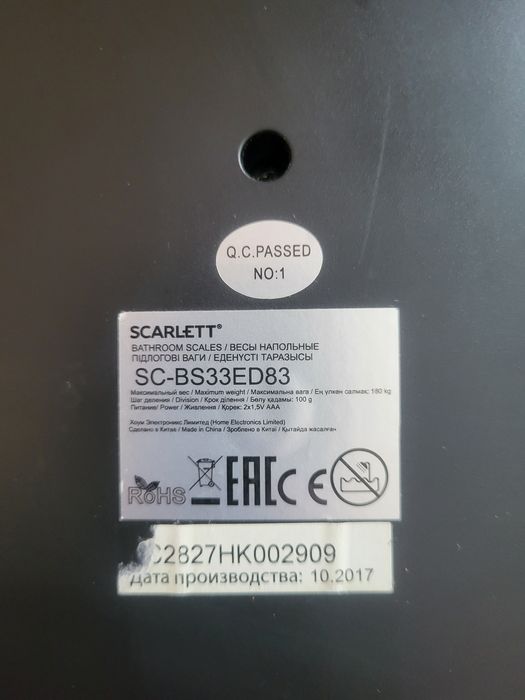 Q.C.PASSED
NO:1
SCARLETT®
BATHROOM SCALES / ВЕСЫ НАПОЛЬНЫЕ
ПІДЛОГОВІ ВАГИ / ЕДЕНҮСТІ ТАРАЗЫСЫ
SC-BS33ED83
Максимальный вес / Maximum weight / Максимальна вага / Ең үлкен салмақ: 180 kg
Шаг деления / Division / Крок ділення / Бөлу қадамы: 100 g
Питание/ Power / Живлення / Қорек: 2x1,5V AAA
Хоум Электроникс Лимитед (Home Electronics Limited)
Сделано в Китае/ Made in China / Зроблено в Китаї / Қытайда жасалған
RoHS EAC CE
C2827HK002909
Дата производства: 10.2017